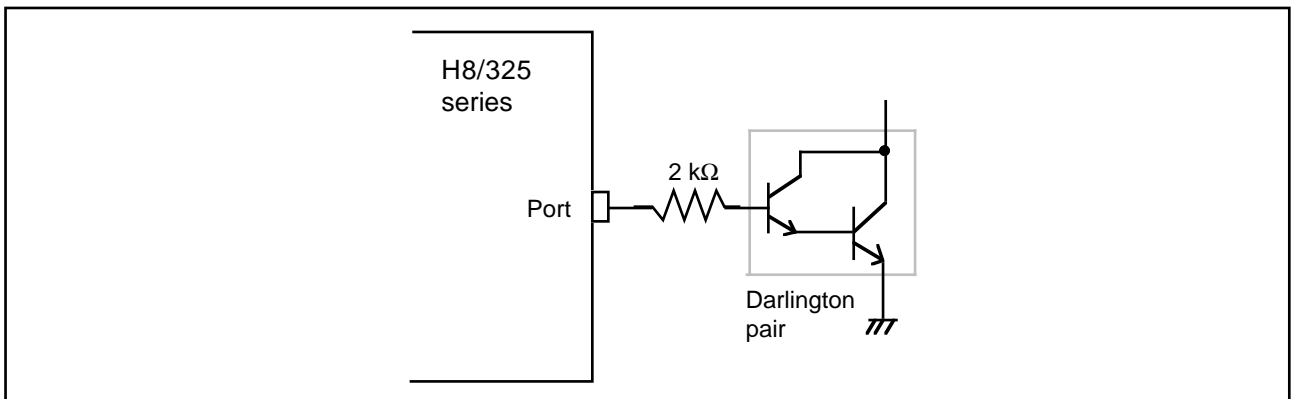 H8/325
series
2 kΩ
Port
Darlington
pair